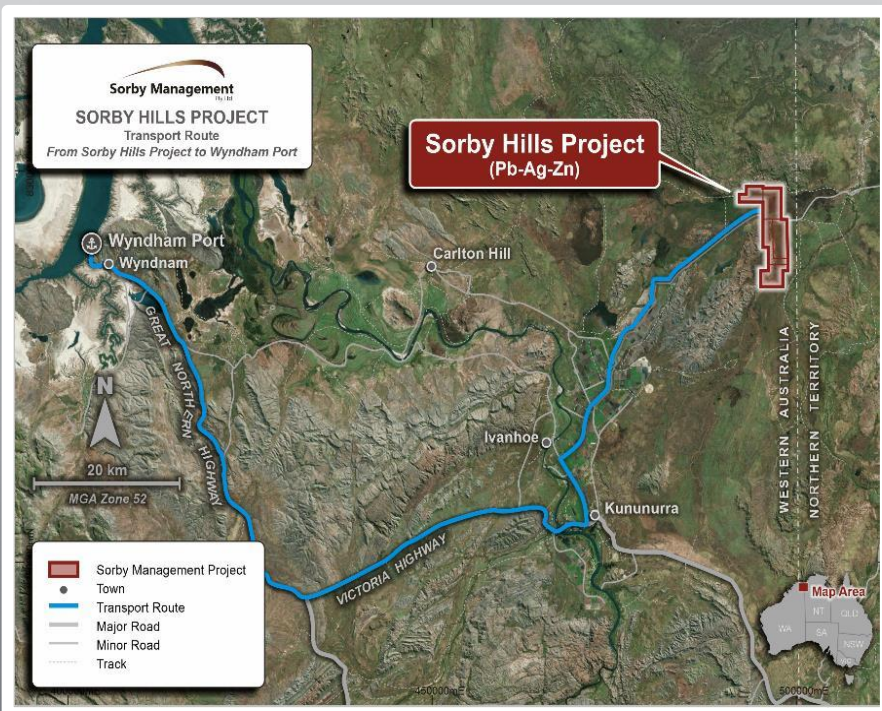 Sorby Management
Pty Ltd
SORBY HILLS PROJECT
Transport Route
From Sorby Hills Project to Wyndham Port
Sorby Hills Project
(Pb-Ag-Zn)
Wyndham Port
Wyndnam
Carlton Hill
GREAT NORTHERN HIGHWAY
N
20 km
MGA Zone 52
Ivanhoe
Kununurra
VICTORIA HIGHWAY
WESTERN AUSTRALIA
NORTHERN TERRITORY
Sorby Management Project
Town
Transport Route
Major Road
Minor Road
Track
Map Area
WA
NT
QLD
SA
NSW
450000mE
500000mE